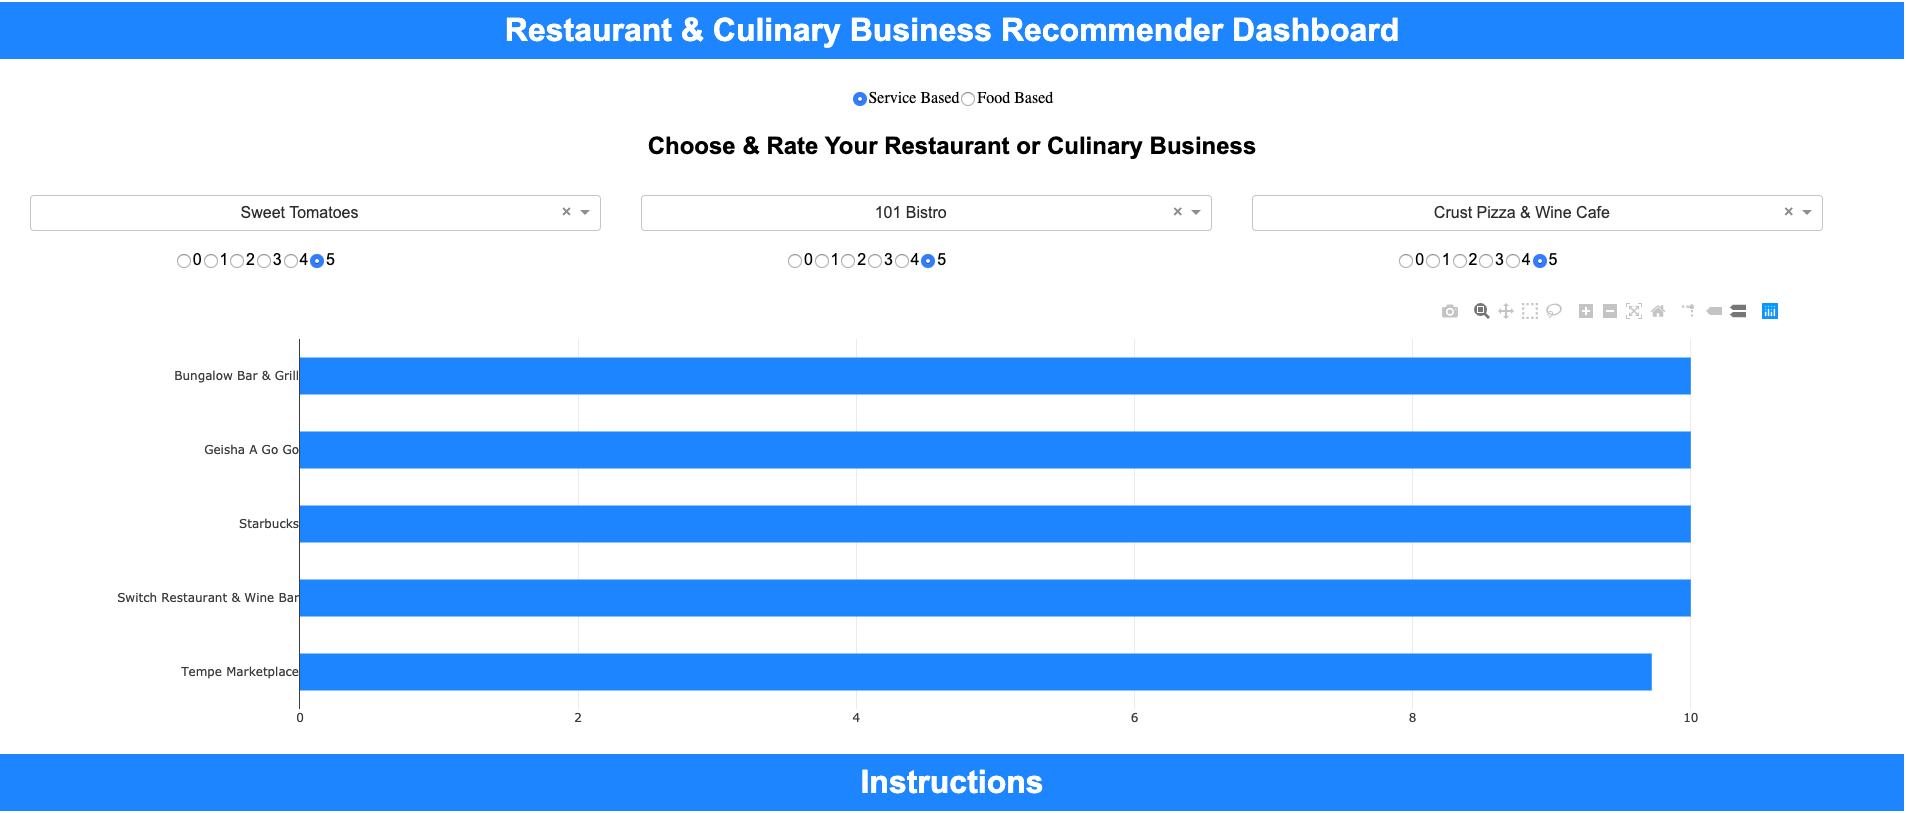 Restaurant & Culinary Business Recommender Dashboard
Service Based Food Based
Choose & Rate Your Restaurant or Culinary Business
Sweet Tomatoes × 101 Bistro × Crust Pizza & Wine Cafe ×
0 1 2 3 4 5 0 1 2 3 4 5 0 1 2 3 4 5
Bungalow Bar & Grill
Geisha A Go Go
Starbucks
Switch Restaurant & Wine Bar
Tempe Marketplace
0 2 4 6 8 10
Instructions